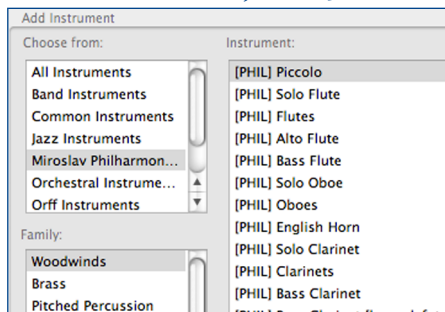 Add Instrument
Choose from:
All Instruments
Band Instruments
Common Instruments
Jazz Instruments
Miroslav Philharmon...
Orchestral Instrume...
Orff Instruments
Family:
Woodwinds
Brass
Pitched Percussion
Instrument:
[PHIL] Piccolo
[PHIL] Solo Flute
[PHIL] Flutes
[PHIL] Alto Flute
[PHIL] Bass Flute
[PHIL] Solo Oboe
[PHIL] Oboes
[PHIL] English Horn
[PHIL] Solo Clarinet
[PHIL] Clarinets
[PHIL] Bass Clarinet